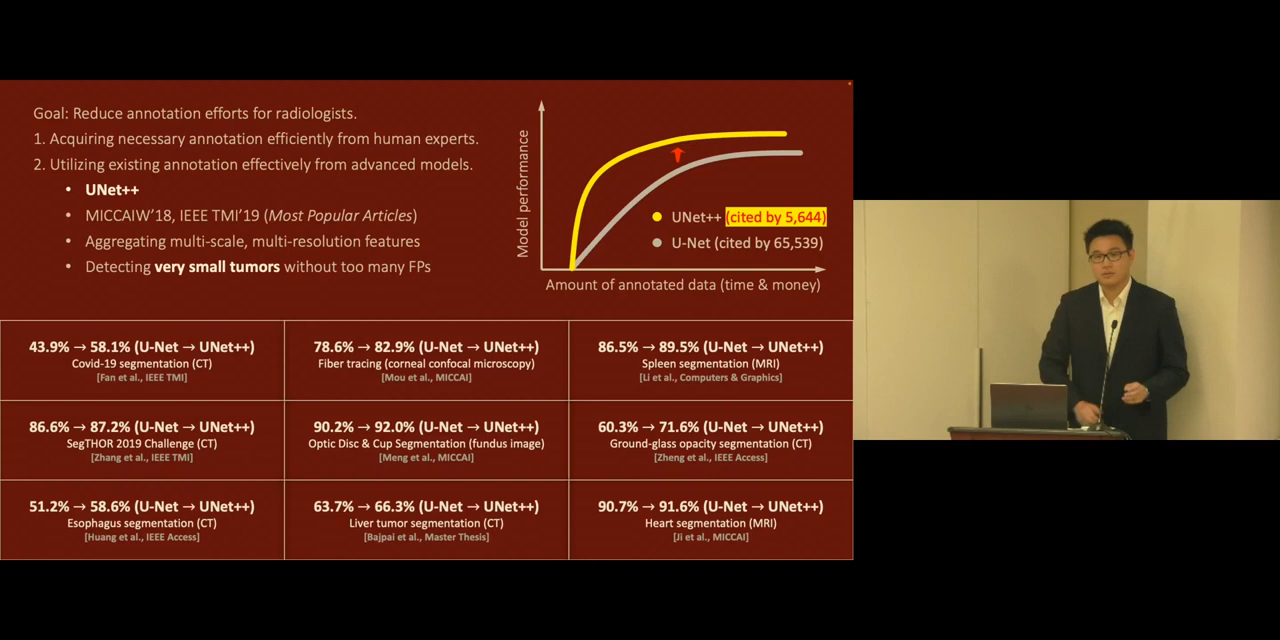 Goal: Reduce annotation efforts for radiologists.
1. Acquiring necessary annotation efficiently from human experts.
2. Utilizing existing annotation effectively from advanced models.
• UNet++
• MICCAIW’18, IEEE TMI’19 (Most Popular Articles)
• Aggregating multi-scale, multi-resolution features
• Detecting very small tumors without too many FPs
Model performance
UNet++ (cited by 5,644)
U-Net (cited by 65,539)
Amount of annotated data (time & money)
43.9% → 58.1% (U-Net → UNet++)
Covid-19 segmentation (CT)
[Fan et al., IEEE TMI]
78.6% → 82.9% (U-Net → UNet++)
Fiber tracing (corneal confocal microscopy)
[Mou et al., MICCAI]
86.5% → 89.5% (U-Net → UNet++)
Spleen segmentation (MRI)
[Li et al., Computers & Graphics]
86.6% → 87.2% (U-Net → UNet++)
SegTHOR 2019 Challenge (CT)
[Zhang et al., IEEE TMI]
90.2% → 92.0% (U-Net → UNet++)
Optic Disc & Cup Segmentation (fundus image)
[Meng et al., MICCAI]
60.3% → 71.6% (U-Net → UNet++)
Ground-glass opacity segmentation (CT)
[Zheng et al., IEEE Access]
51.2% → 58.6% (U-Net → UNet++)
Esophagus segmentation (CT)
[Huang et al., IEEE Access]
63.7% → 66.3% (U-Net → UNet++)
Liver tumor segmentation (CT)
[Bajpai et al., Master Thesis]
90.7% → 91.6% (U-Net → UNet++)
Heart segmentation (MRI)
[Ji et al., MICCAI]